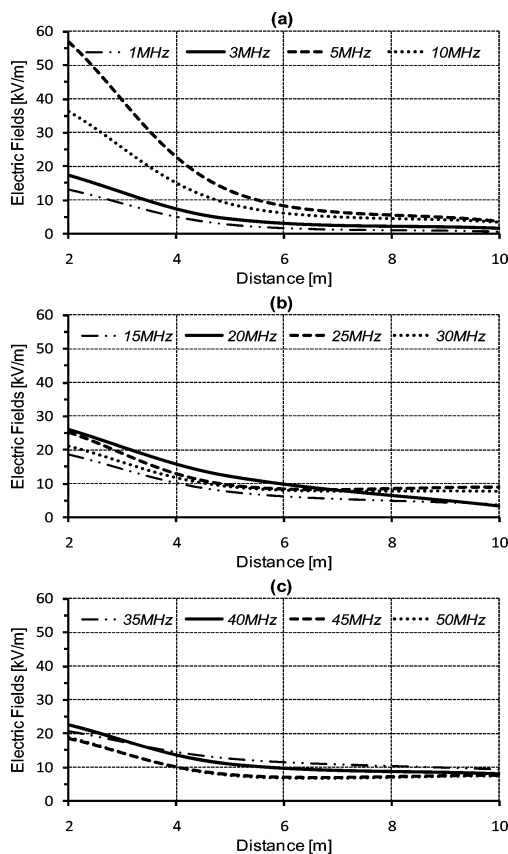 (a)
60
1MHz 3MHz 5MHz 10MHz
50
40
30
20
10
0
Electric Fields [kV/m]
2 4 6 8 10
Distance [m]
(b)
60
15MHz 20MHz 25MHz 30MHz
50
40
30
20
10
0
Electric Fields [kV/m]
2 4 6 8 10
Distance [m]
(c)
60
35MHz 40MHz 45MHz 50MHz
50
40
30
20
10
0
Electric Fields [kV/m]
2 4 6 8 10
Distance [m]